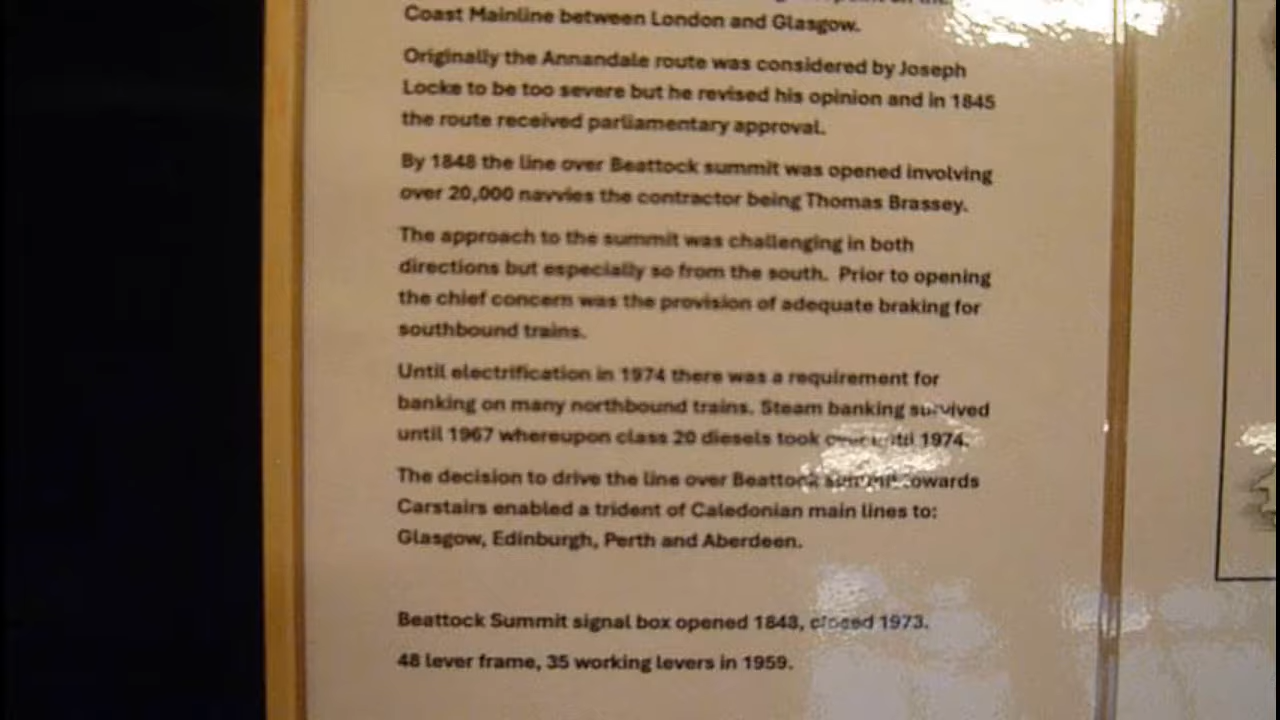 Coast Mainline between London and Glasgow.
Originally the Annandale route was considered by Joseph
Locke to be too severe but he revised his opinion and in 1845
the route received parliamentary approval.
By 1848 the line over Beattock summit was opened involving
over 20,000 navvies the contractor being Thomas Brassey.
The approach to the summit was challenging in both
directions but especially so from the south. Prior to opening
the chief concern was the provision of adequate braking for
southbound trains.
Until electrification in 1974 there was a requirement for
banking on many northbound trains. Steam banking survived
until 1967 whereupon class 20 diesels took over until 1974.
The decision to drive the line over Beattock summit towards
Carstairs enabled a trident of Caledonian main lines to:
Glasgow, Edinburgh, Perth and Aberdeen.
Beattock Summit signal box opened 1848, closed 1973.
48 lever frame, 35 working levers in 1959.